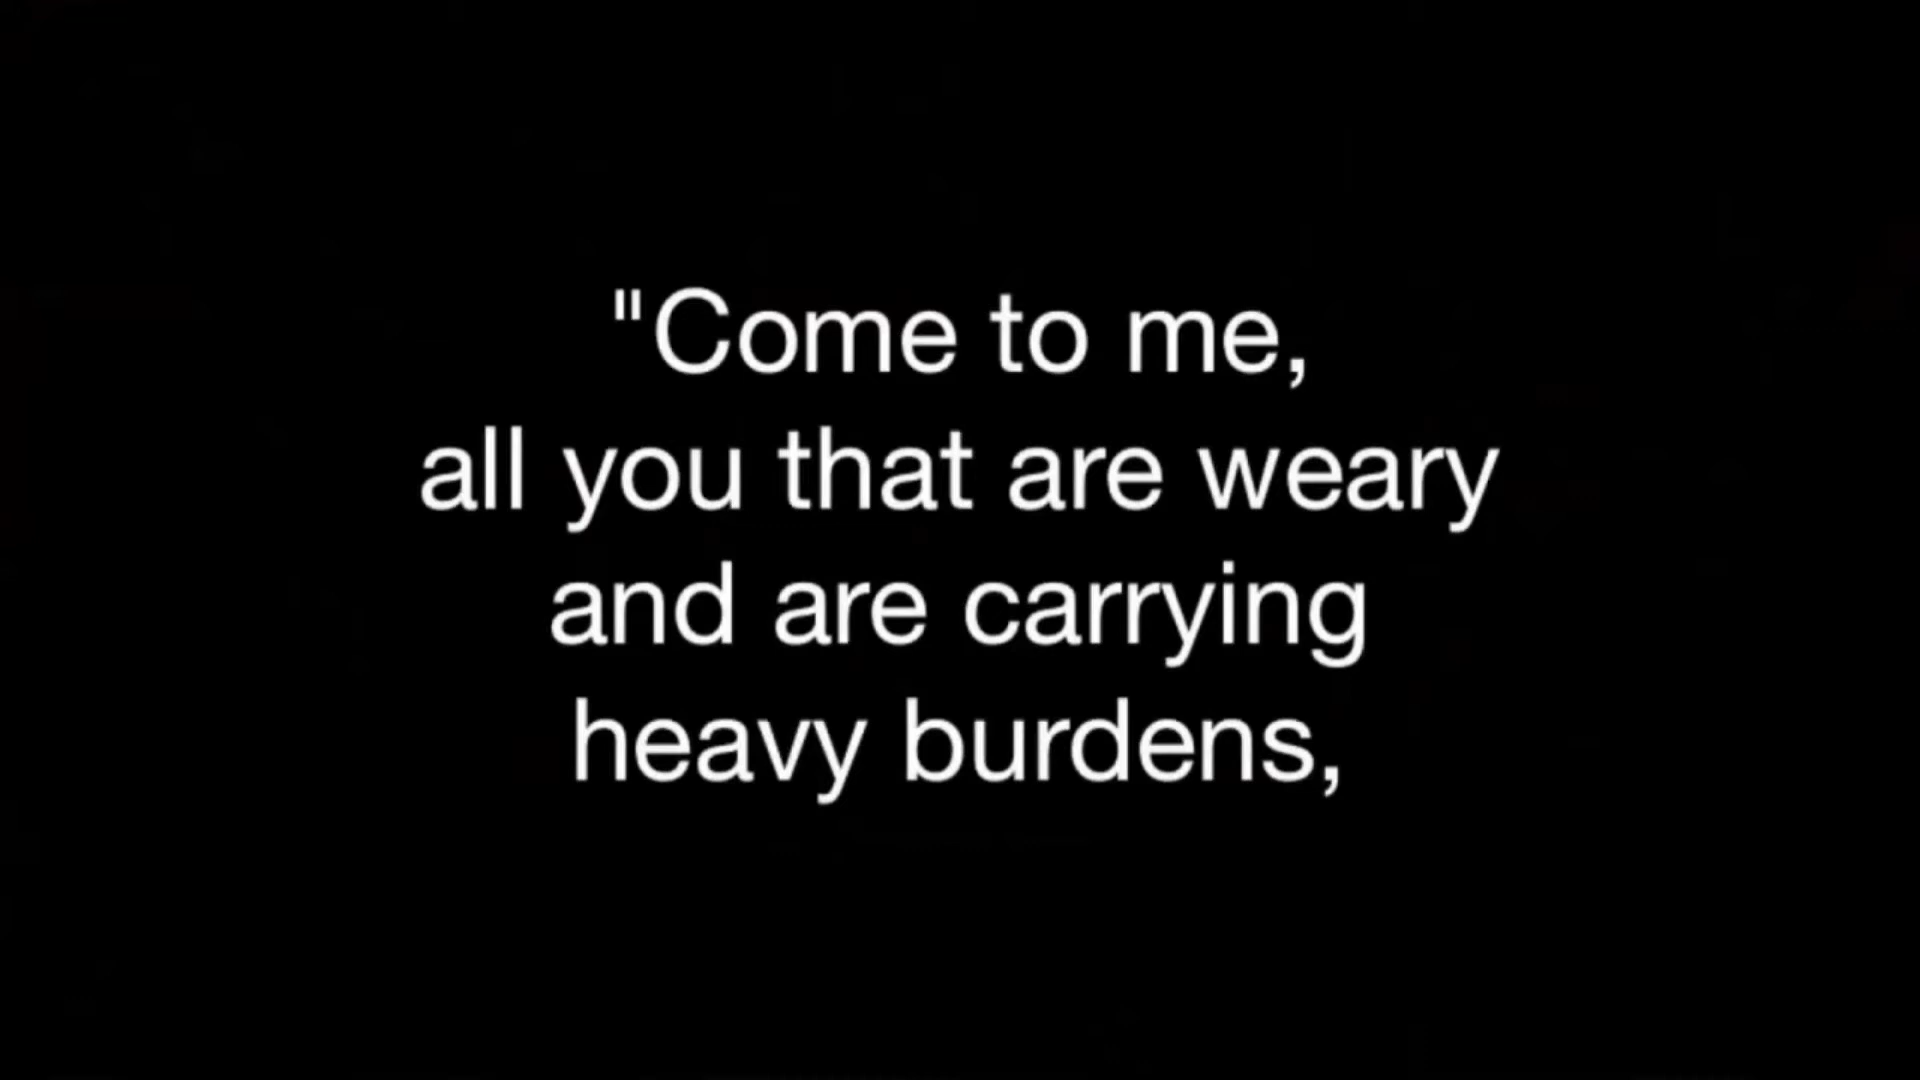 "Come to me,
all you that are weary
and are carrying
heavy burdens,